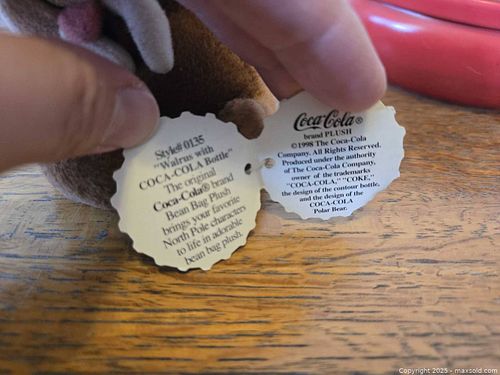 Style# 0135
"Walrus with
COCA-COLA Bottle"
The original
Coca-Cola® brand
Bean Bag Plush
brings your favorite
North Pole characters
to life in adorable
bean bag plush.
Coca-Cola®
brand PLUSH
©1998 The Coca-Cola
Company. All Rights Reserved.
Produced under the authority
of The Coca-Cola Company,
owner of the trademarks
"COCA-COLA," "COKE,"
the design of the contour bottle,
and the design of the
COCA-COLA
Polar Bear.
Copyright 2025 - maxsold.com